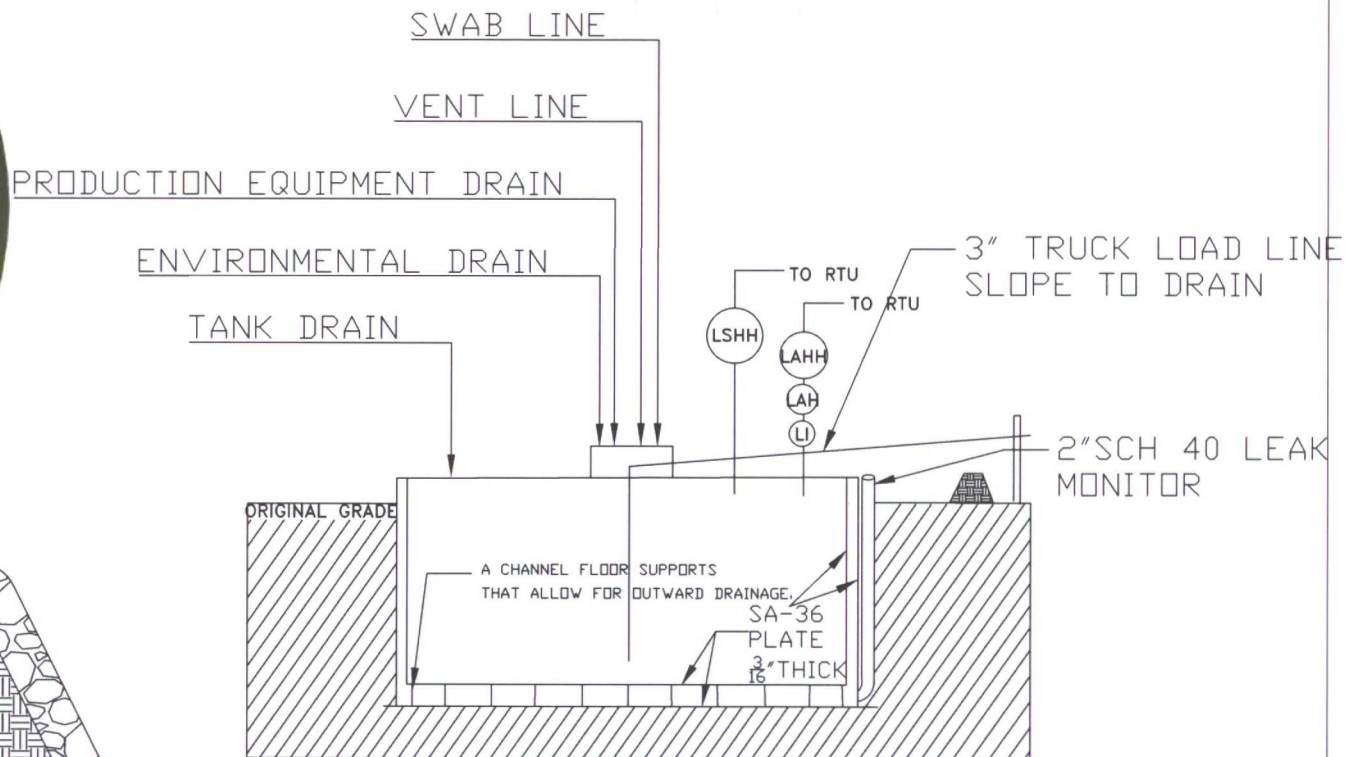 SWAB LINE
VENT LINE
PRODUCTION EQUIPMENT DRAIN
ENVIRONMENTAL DRAIN
TANK DRAIN
TO RTU
TO RTU
LSHH
LAHH
LAH
LI
3" TRUCK LOAD LINE
SLOPE TO DRAIN
2"SCH 40 LEAK
MONITOR
ORIGINAL GRADE
A CHANNEL FLOOR SUPPORTS
THAT ALLOW FOR OUTWARD DRAINAGE.
SA-36
PLATE
3/16" THICK